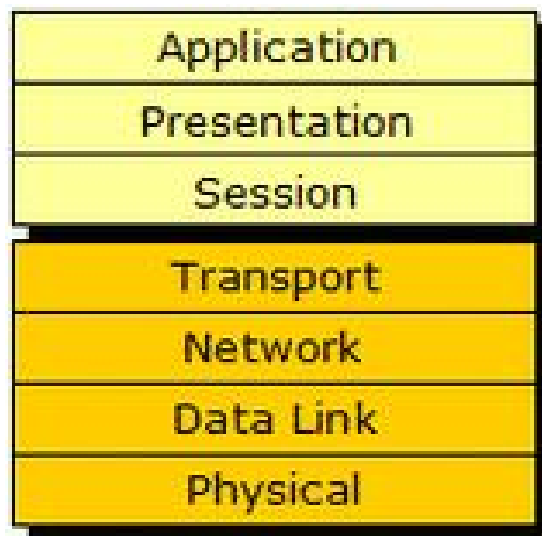 Application
Presentation
Session
Transport
Network
Data Link
Physical